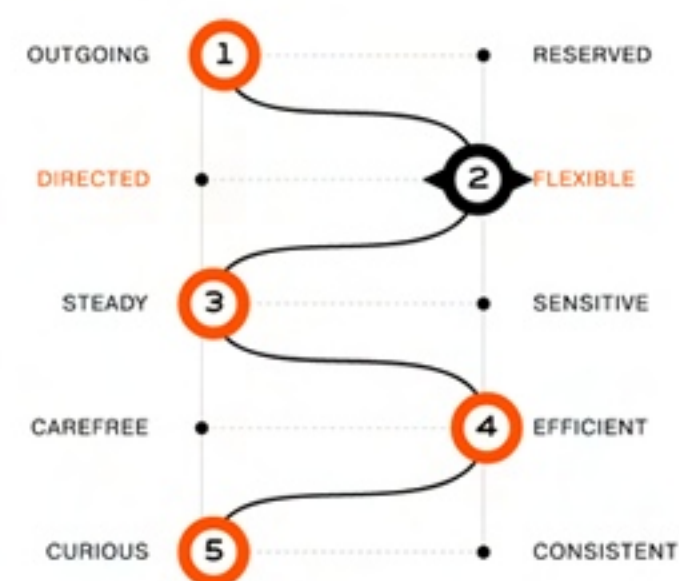 OUTGOING 1 RESERVED
DIRECTED 2 FLEXIBLE
STEADY 3 SENSITIVE
CAREFREE 4 EFFICIENT
CURIOUS 5 CONSISTENT